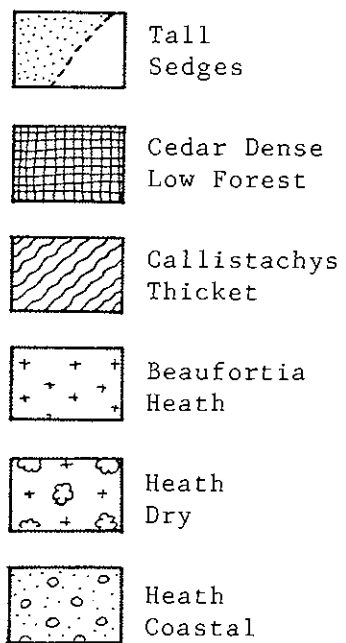 Tall
Sedges
Cedar Dense
Low Forest
Callistachys
Thicket
Beaufortia
Heath
Heath
Dry
Heath
Coastal